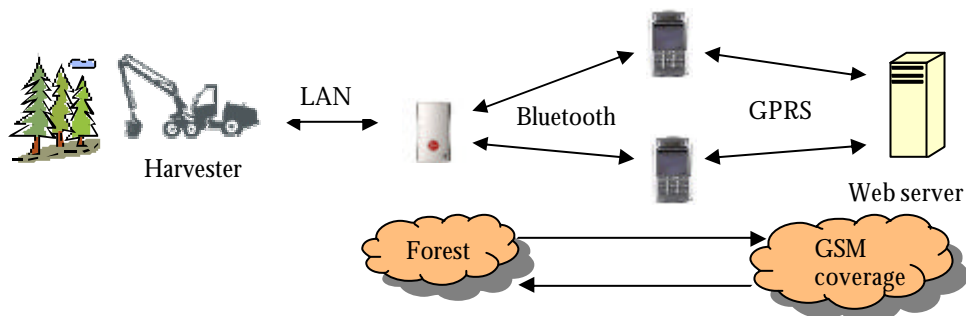 LAN
Bluetooth
GPRS
Harvester
Web server
Forest
GSM
coverage